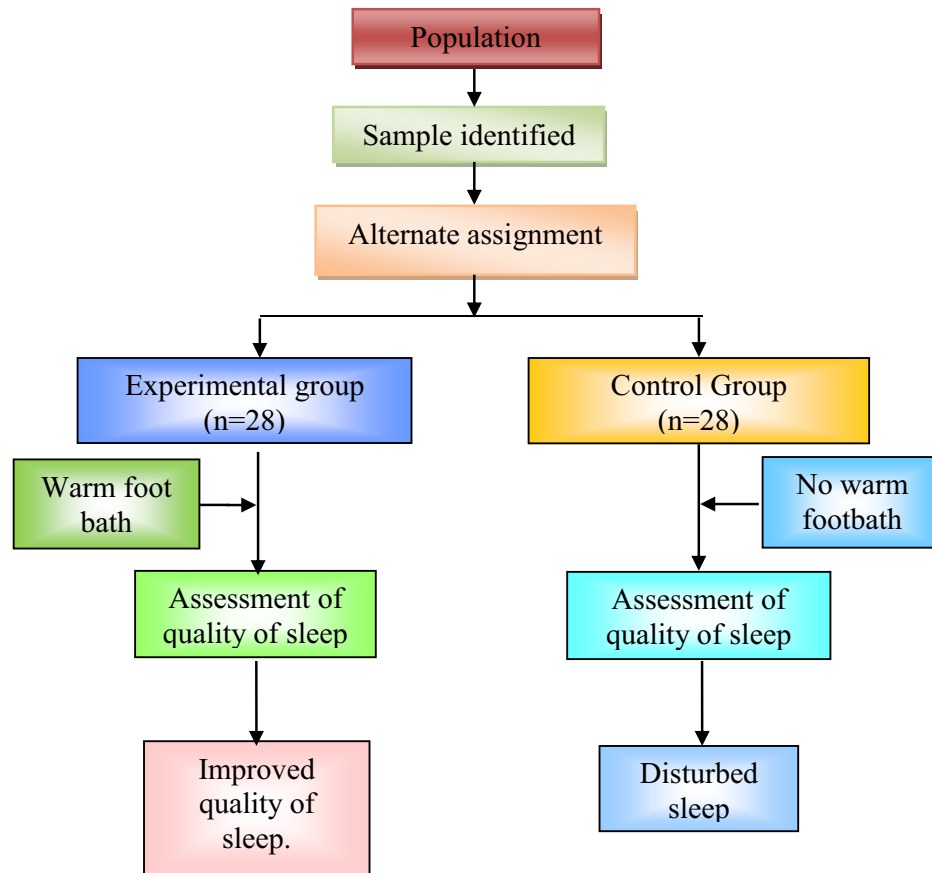 Population
Sample identified
Alternate assignment
Experimental group
(n=28)
Control Group
(n=28)
Warm foot
bath
No warm
footbath
Assessment of
quality of sleep
Assessment of
quality of sleep
Improved
quality of
sleep.
Disturbed
sleep